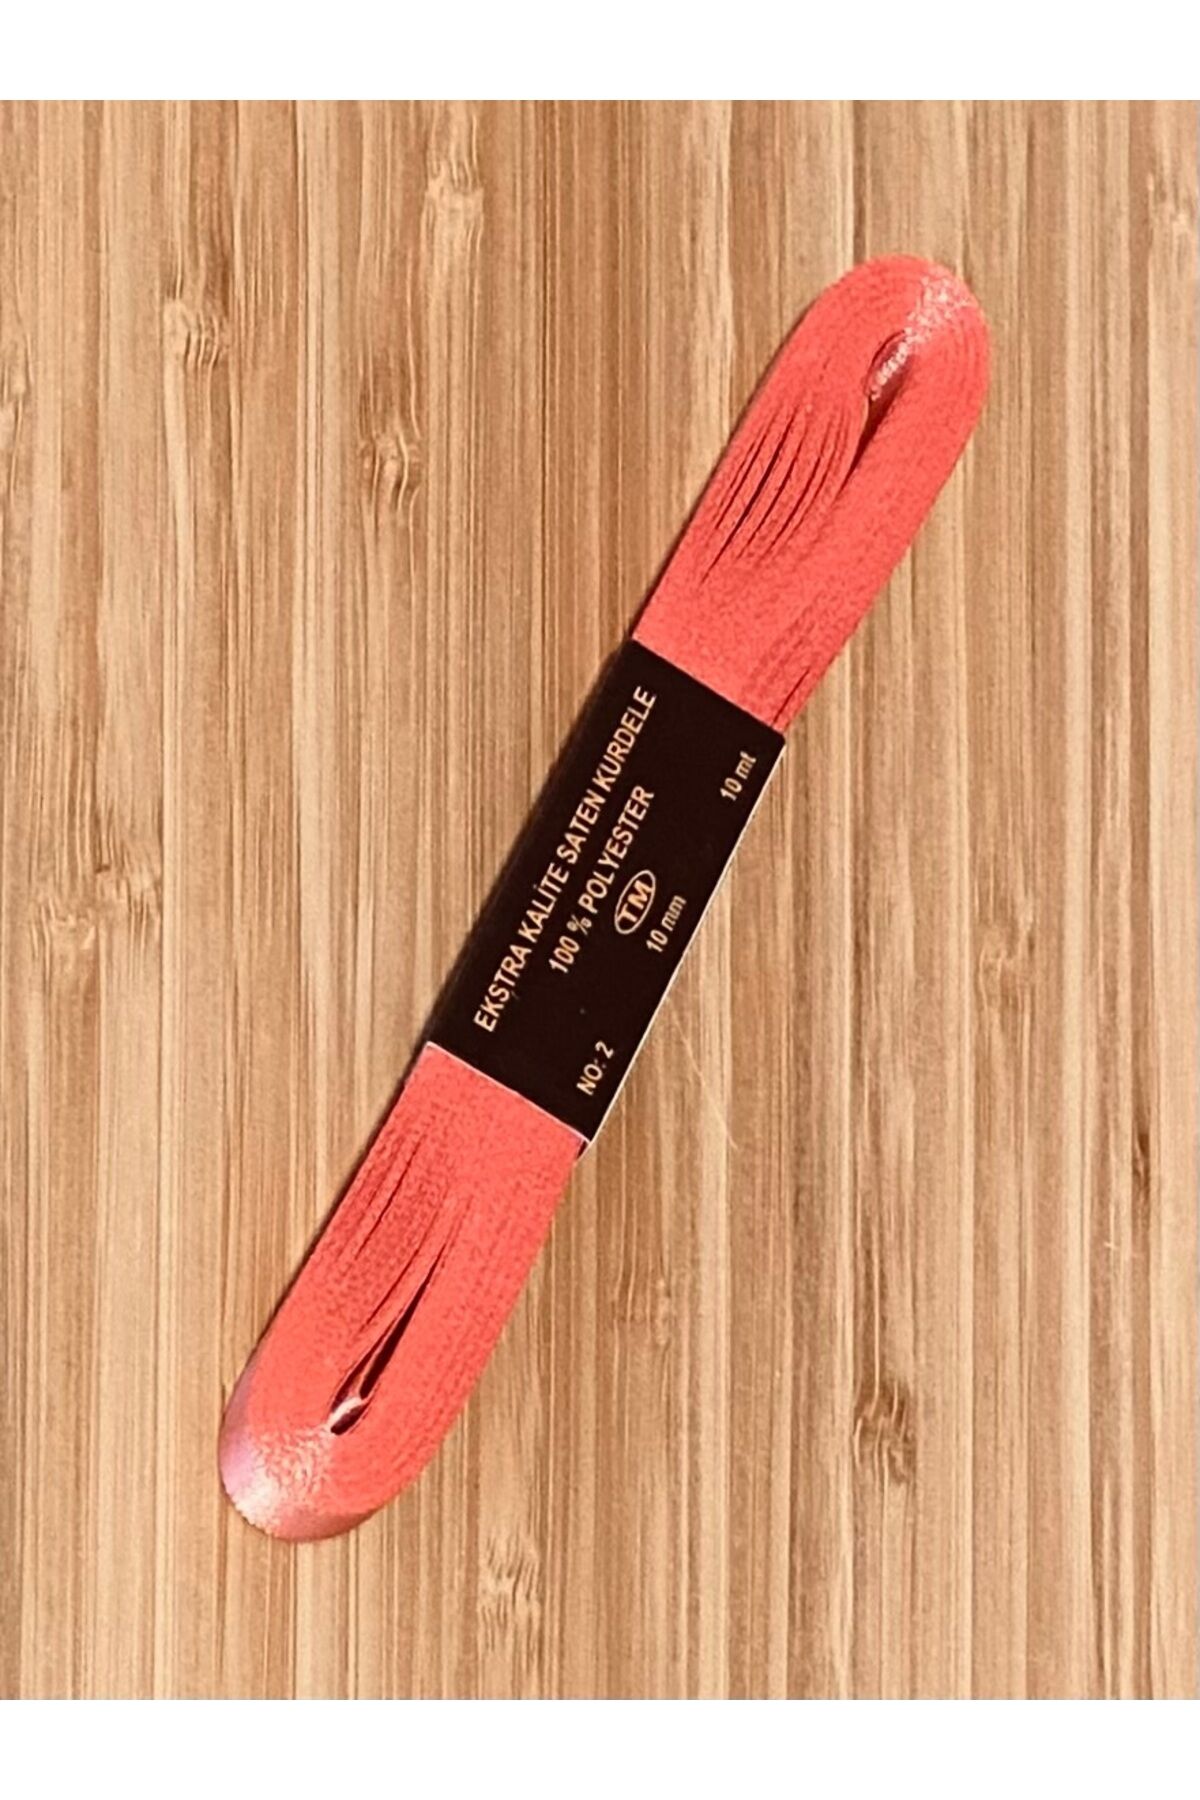 EKSTRA KALİTE SATEN KURDELE
100 % POLYESTER
TM
NO: 2
10 mm
10 mt